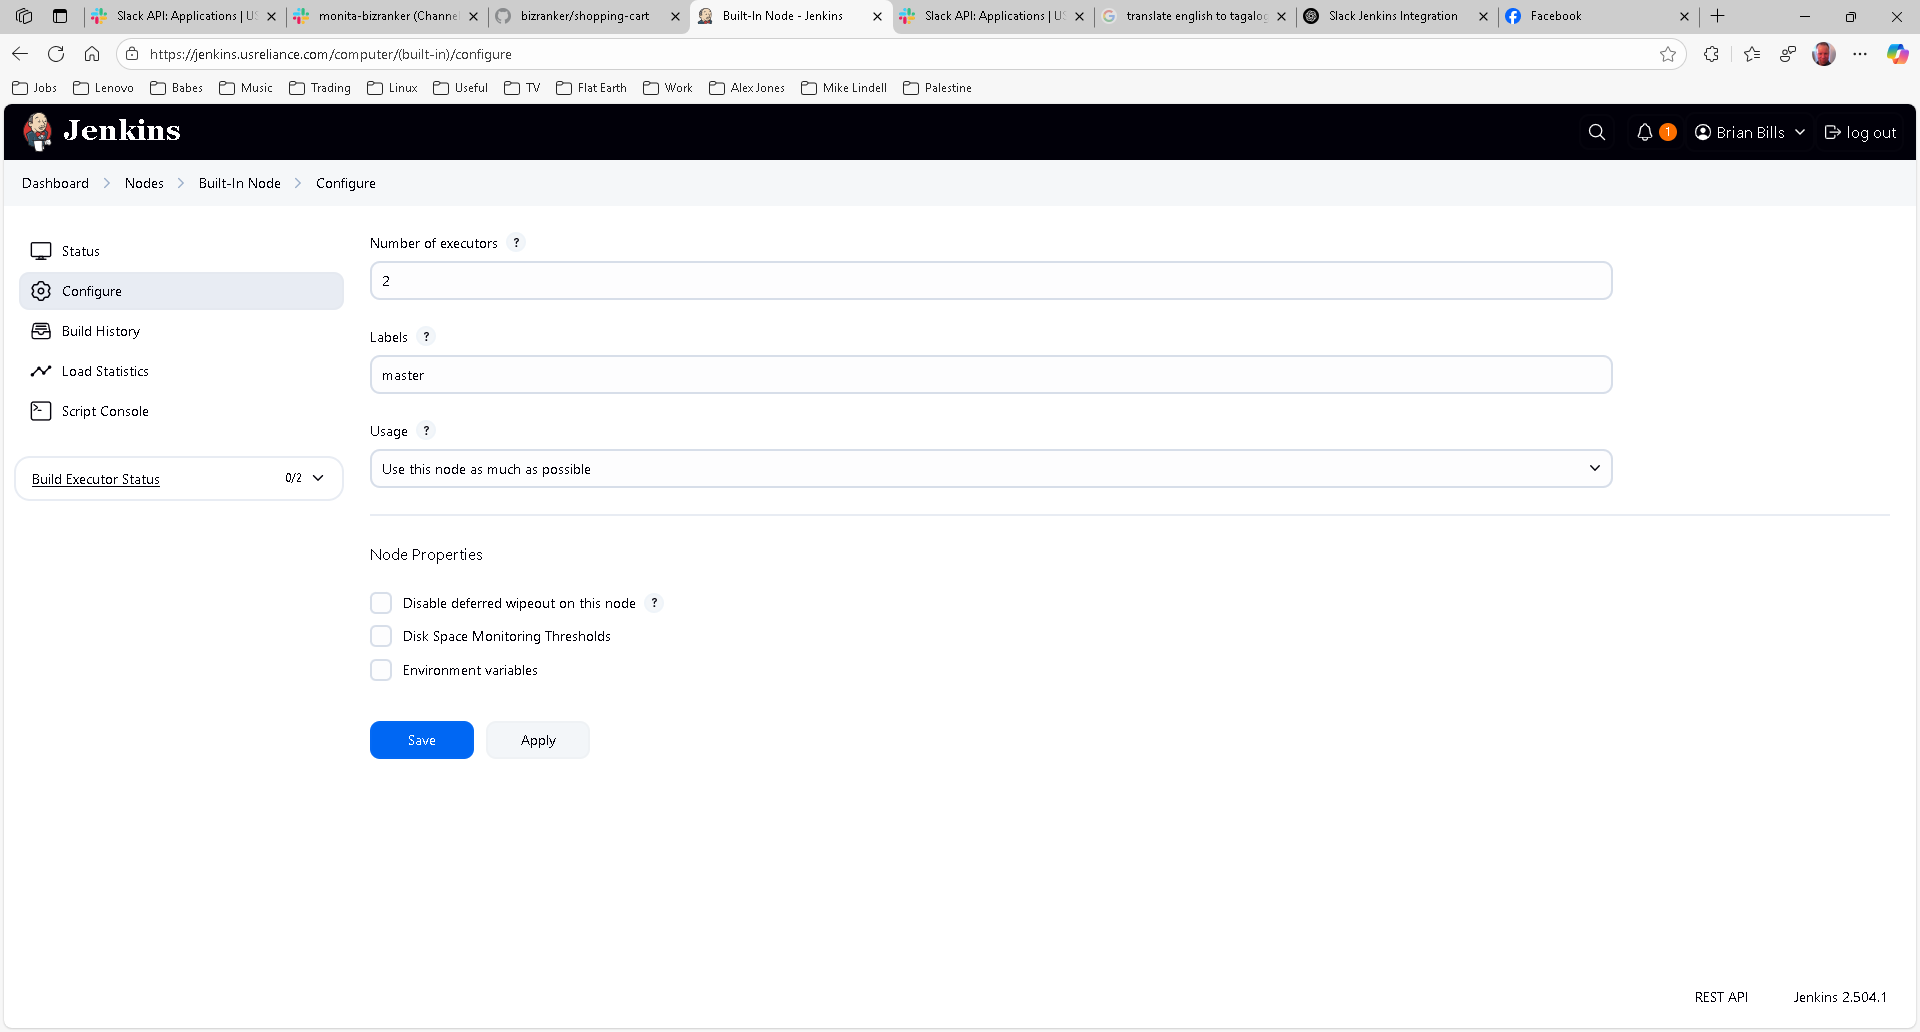 Slack API: Applications | US
monita-bizranker (Channel
bizranker/shopping-cart
Built-In Node - Jenkins
Slack API: Applications | US
translate english to tagalog
Slack Jenkins Integration
Facebook
https://jenkins.usreliance.com/computer/(built-in)/configure
Jobs Lenovo Babes Music Trading Linux Useful TV Flat Earth Work Alex Jones Mike Lindell Palestine
Jenkins
1 Brian Bills log out
Dashboard Nodes Built-In Node Configure
Status
Configure
Build History
Load Statistics
Script Console
Build Executor Status 0/2
Number of executors ?
2
Labels ?
master
Usage ?
Use this node as much as possible
Node Properties
Disable deferred wipeout on this node ?
Disk Space Monitoring Thresholds
Environment variables
Save Apply
REST API Jenkins 2.504.1